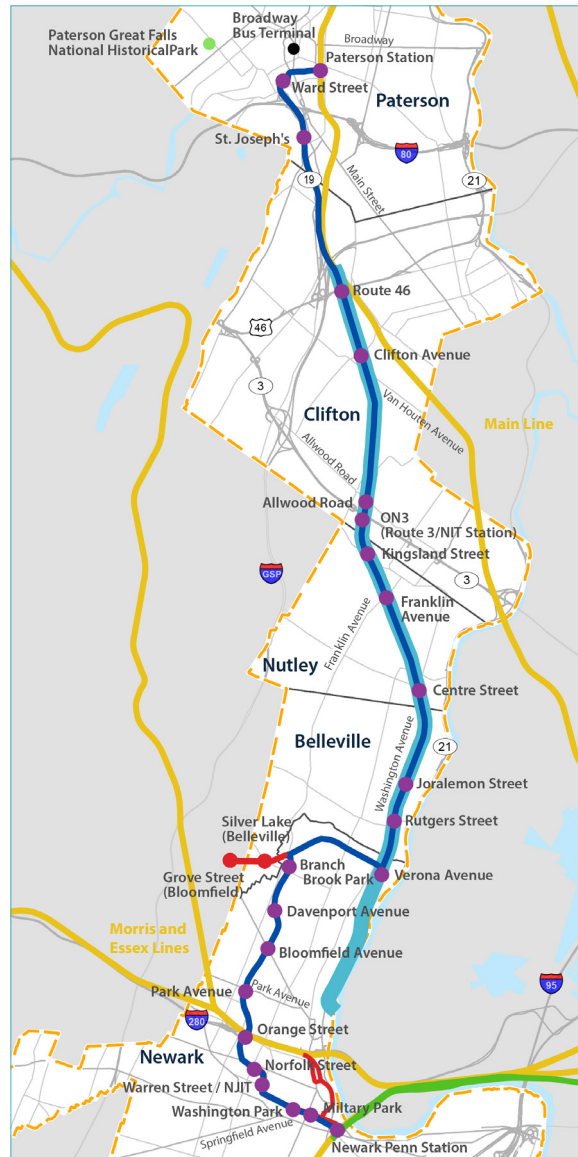 Broadway
Bus Terminal
Paterson Great Falls
National HistoricalPark
Broadway
Paterson Station
Ward Street
Paterson
St. Joseph's
80
19
21
Main Street
Route 46
46
Clifton Avenue
3
Van Houten Avenue
Clifton
Main Line
Allwood Road
Allwood Road
ON3
(Route 3/NIT Station)
Kingsland Street
GSP
3
Franklin
Avenue
Franklin Avenue
Nutley
Centre Street
Belleville
Washington Avenue
21
Joralemon Street
Silver Lake
(Belleville)
Rutgers Street
Grove Street
(Bloomfield)
Branch
Brook Park
Verona Avenue
Davenport Avenue
Morris and
Essex Lines
Bloomfield Avenue
95
Park Avenue
Park Avenue
280
Orange Street
Newark
Norfolk Street
Warren Street / NJIT
Washington Park
Miltary Park
Springfield Avenue
Newark Penn Station